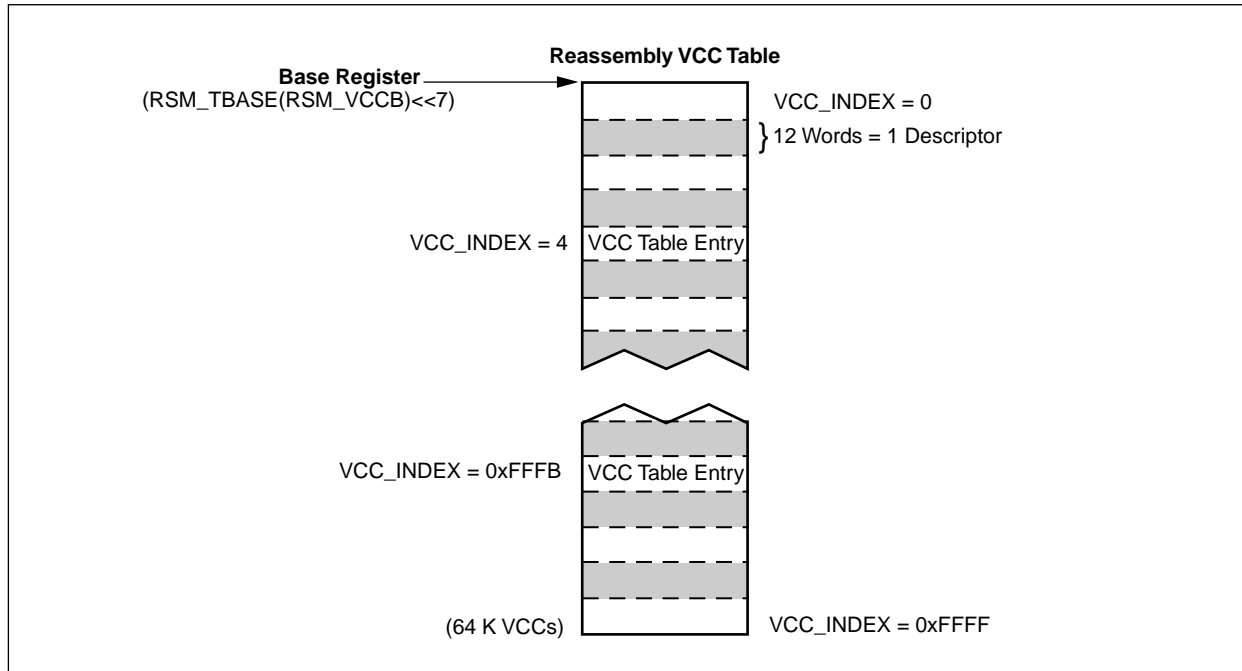 Reassembly VCC Table
Base Register
(RSM_TBASE(RSM_VCCB)<<7)
VCC_INDEX = 0
} 12 Words = 1 Descriptor
VCC_INDEX = 4
VCC Table Entry
VCC_INDEX = 0xFFFB
VCC Table Entry
(64 K VCCs)
VCC_INDEX = 0xFFFF